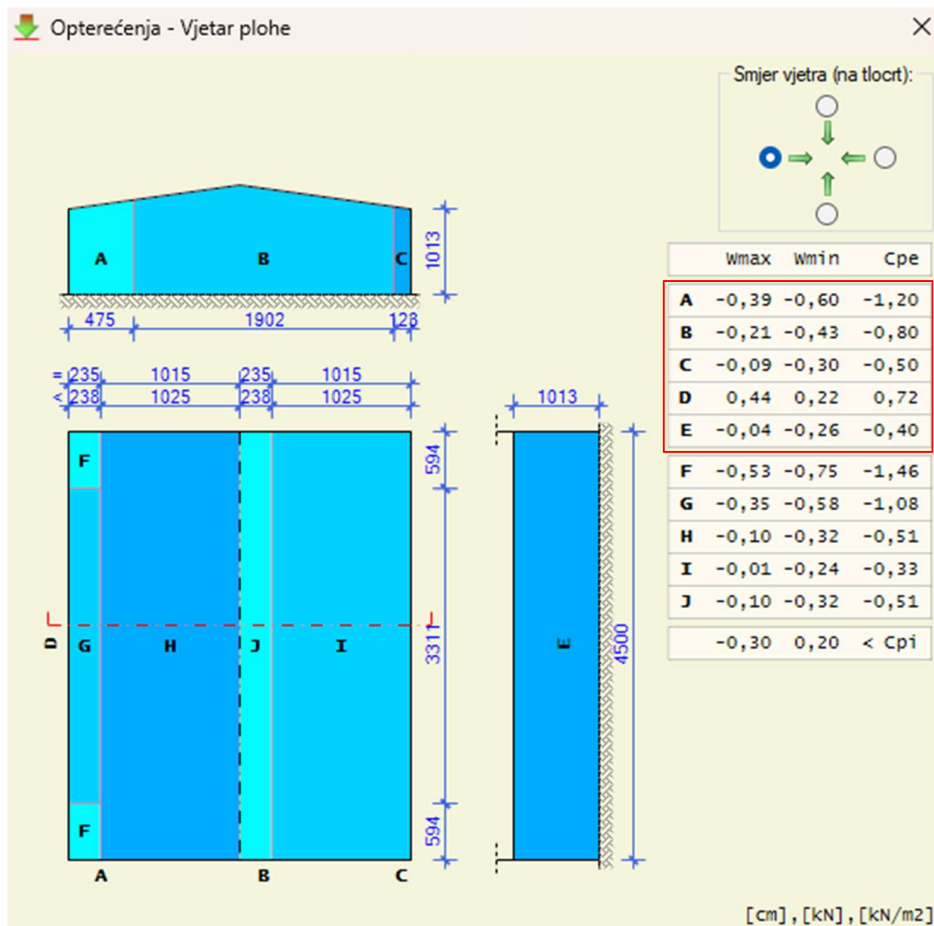 Opterećenja - Vjetar plohe
Smjer vjetra (na tlocrt):
A B C
1013
475 1902 123
= 235 1015 235 1015
< 238 1025 238 1025
1013
F
594
D G H J I
3311
E
4500
F
594
A B C
Wmax Wmin Cpe
A -0,39 -0,60 -1,20
B -0,21 -0,43 -0,80
C -0,09 -0,30 -0,50
D 0,44 0,22 0,72
E -0,04 -0,26 -0,40
F -0,53 -0,75 -1,46
G -0,35 -0,58 -1,08
H -0,10 -0,32 -0,51
I -0,01 -0,24 -0,33
J -0,10 -0,32 -0,51
-0,30 0,20 < Cpi
[cm],[kN],[kN/m2]